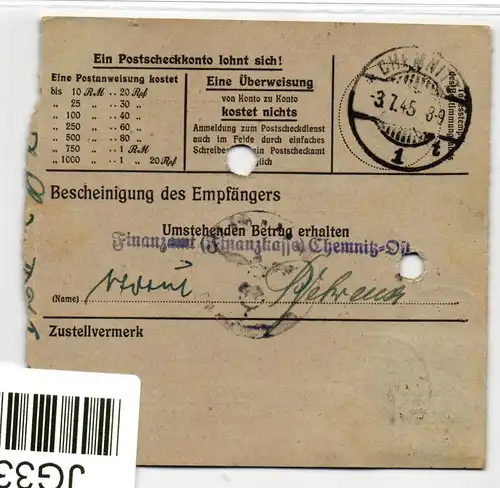 Ein Postscheckkonto lohnt sich!
Eine Postanweisung kostet
bis 10 RM .. 20 Rpf
„ 25 „ .. 30 „
„ 100 „ .. 40 „
„ 250 „ .. 60 „
„ 500 „ .. 80 „
„ 750 „ .. 1 RM
„ 1000 „ .. 1 „ 20 Rpf
Eine Überweisung
von Konto zu Konto
kostet nichts
Anmeldung zum Postscheckdienst
auch im Felde durch einfaches
Schreiben Postscheckamt
lich
CHEMNITZ
-3.7.45 8-9
1 t
Bescheinigung des Empfängers
Umstehenden Betrag erhalten
Finanzamt (Finanzkasse) Chemnitz-Ost
(Name)
Zustellvermerk
JG33